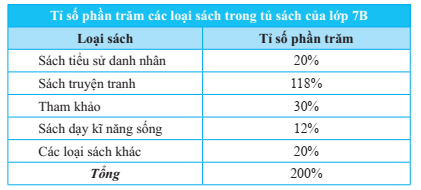 Tỉ số phần trăm các loại sách trong tủ sách của lớp 7B
Loại sách Tỉ số phần trăm
Sách tiểu sử danh nhân 20%
Sách truyện tranh 118%
Tham khảo 30%
Sách dạy kĩ năng sống 12%
Các loại sách khác 20%
Tổng 200%